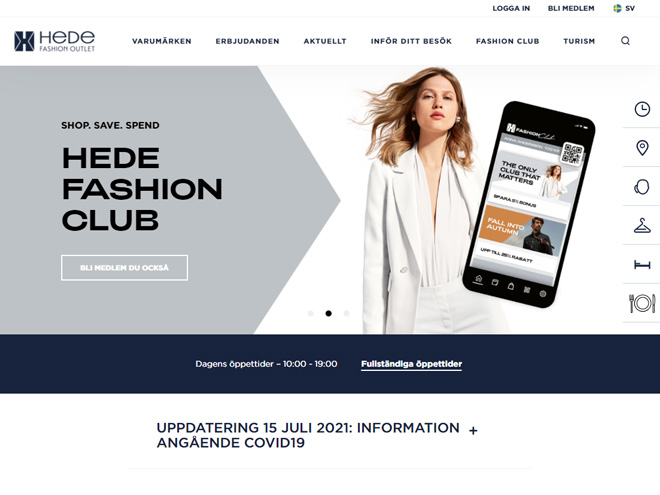 LOGGA IN BLI MEDLEM SV
HEDE
FASHION OUTLET
VARUMÄRKEN ERBJUDANDEN AKTUELLT INFÖR DITT BESÖK FASHION CLUB TURISM
SHOP. SAVE. SPEND
HEDE
FASHION
CLUB
BLI MEDLEM DU OCKSÅ
FASHION Club
THE ONLY
CLUB THAT
MATTERS
SPARA 5% BONUS
FALL INTO
AUTUMN
UPP TILL 25% RABATT
Dagens öppettider – 10:00 - 19:00 Fullständiga öppettider
UPPDATERING 15 JULI 2021: INFORMATION +
ANGÅENDE COVID19